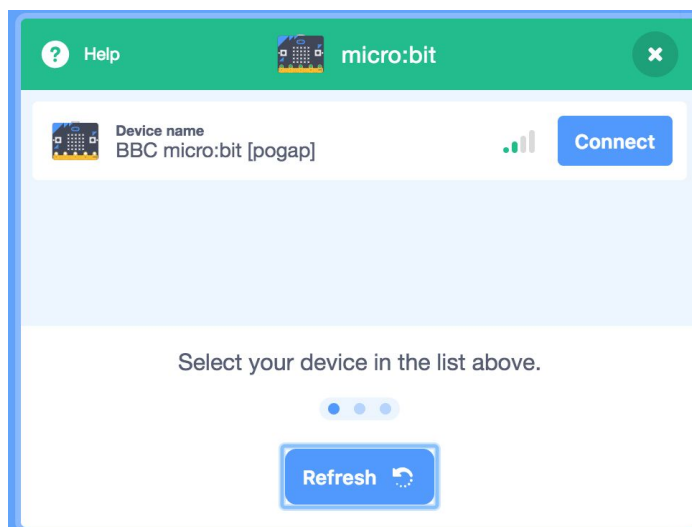 Help
micro:bit
Device name
BBC micro:bit [pogap]
Connect
Select your device in the list above.
Refresh